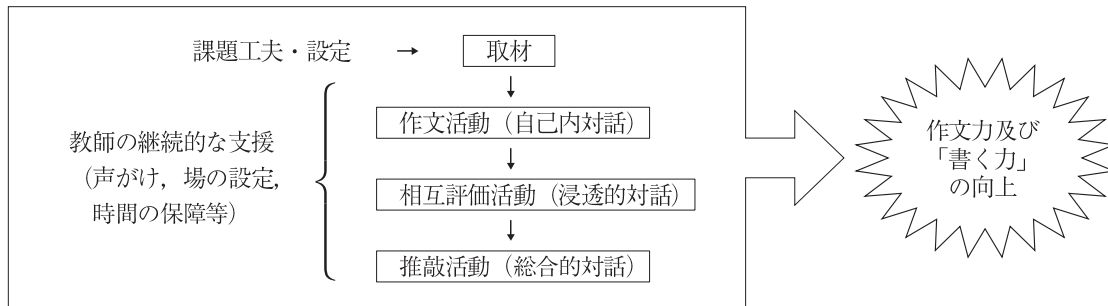 課題工夫・設定 → 取材
↓
作文活動（自己内対話）
↓
相互評価活動（浸透的対話）
↓
推敲活動（総合的対話）
教師の継続的な支援
（声がけ，場の設定，
時間の保障等）
作文力及び
「書く力」
の向上